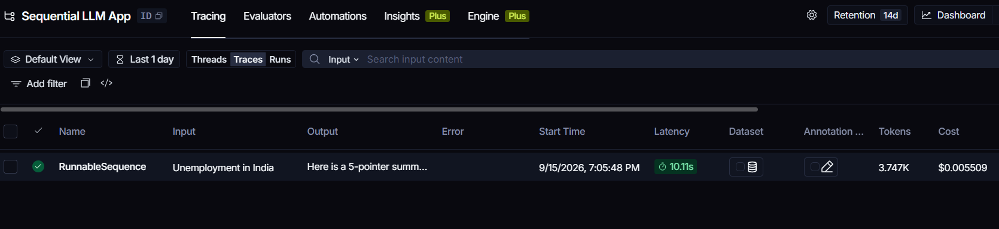 Sequential LLM App ID Tracing Evaluators Automations Insights Plus Engine Plus Retention 14d Dashboard
Default View Last 1 day Threads Traces Runs Input Search input content
Add filter </>
Name Input Output Error Start Time Latency Dataset Annotation ... Tokens Cost
RunnableSequence Unemployment in India Here is a 5-pointer summ... 9/15/2026, 7:05:48 PM 10.11s 3.747K $0.005509